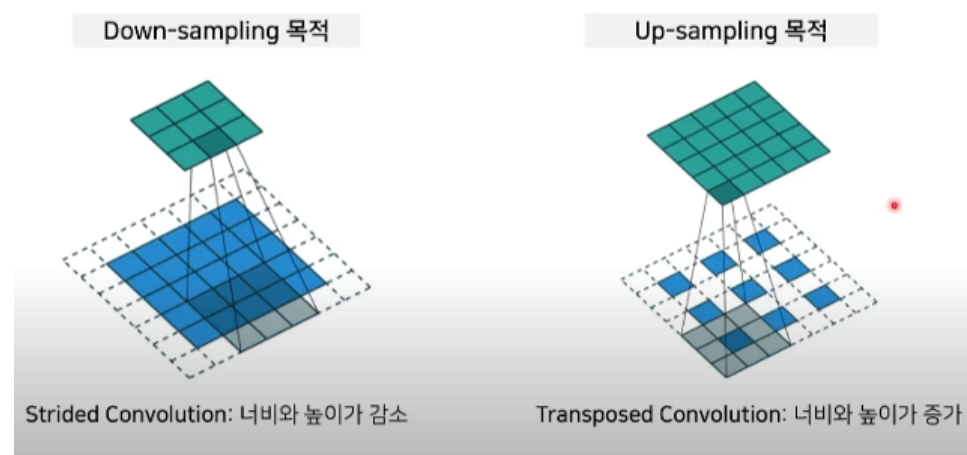 Down-sampling 목적
Up-sampling 목적
Strided Convolution: 너비와 높이가 감소
Transposed Convolution: 너비와 높이가 증가